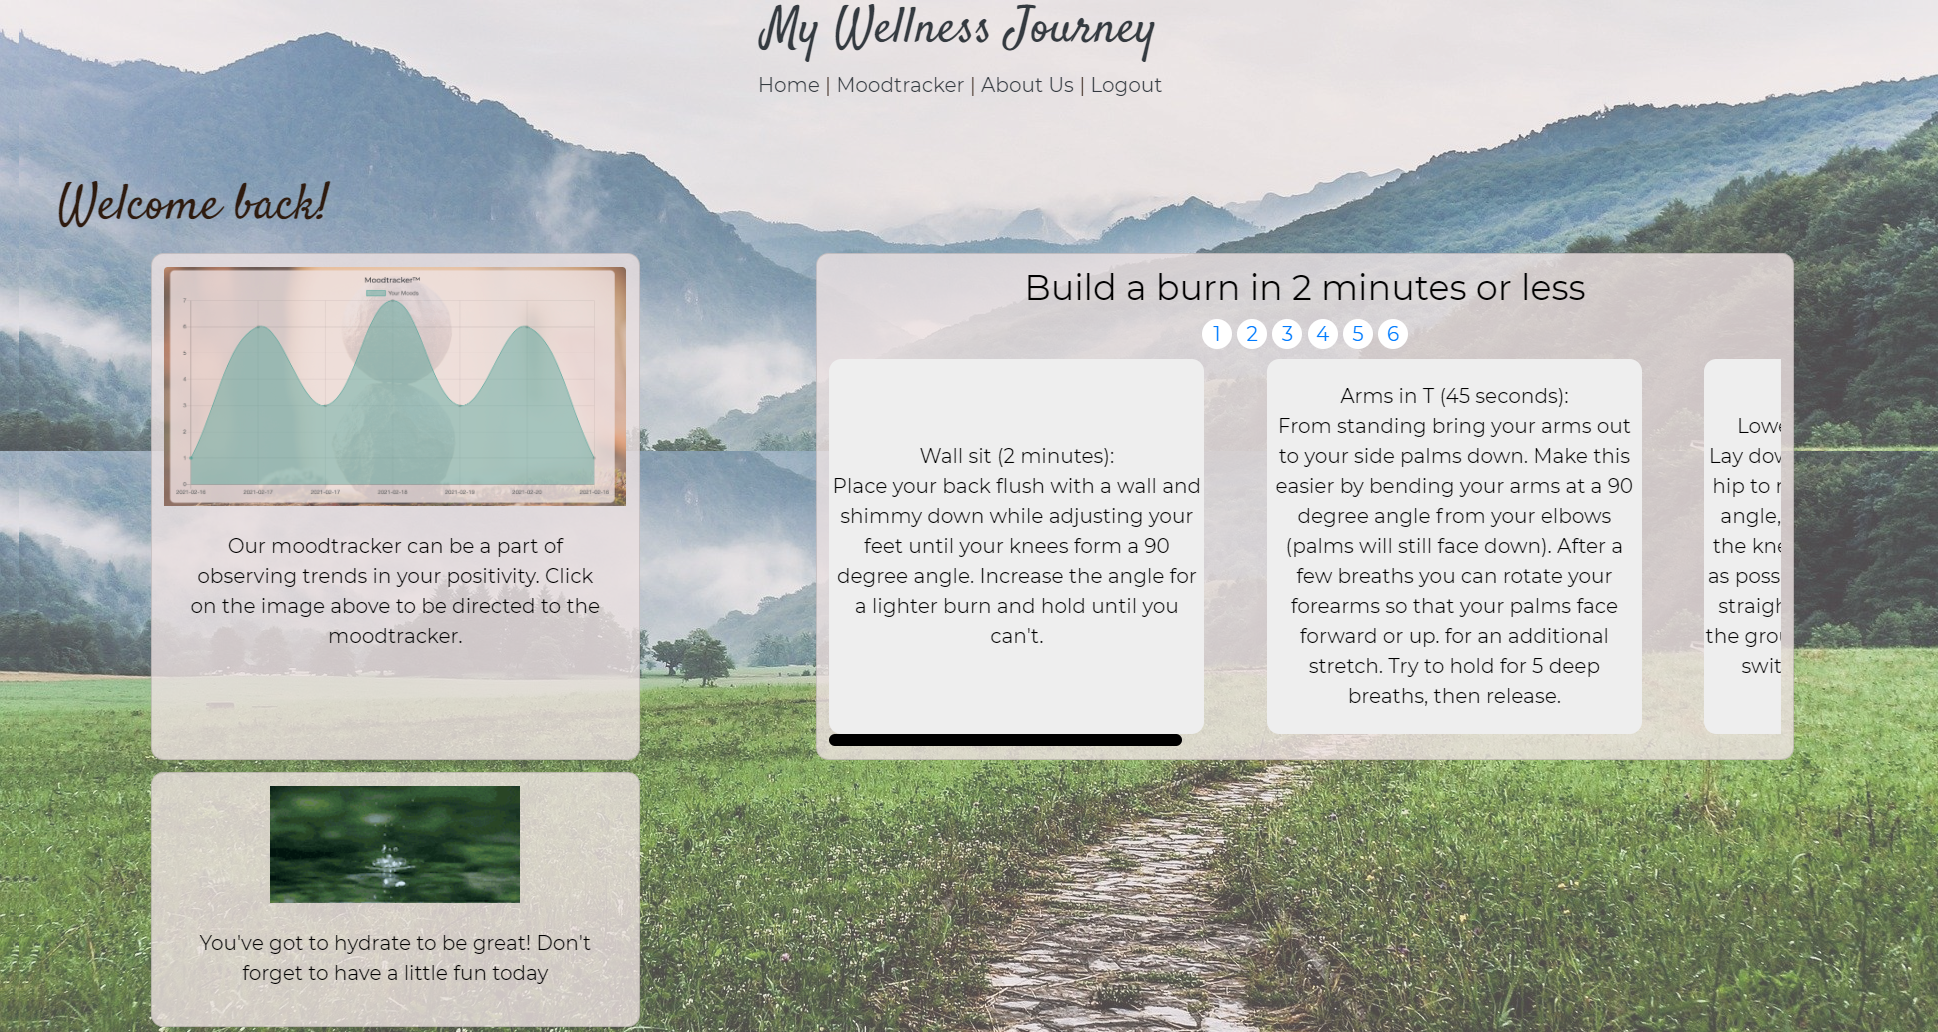 My Wellness Journey
Home | Moodtracker | About Us | Logout
Welcome back!
Moodtracker™
Your Moods
7
6
5
4
3
2
1
0
2021-02-16
2021-02-17
2021-02-17
2021-02-18
2021-02-19
2021-02-20
2021-02-16
Our moodtracker can be a part of
observing trends in your positivity. Click
on the image above to be directed to the
moodtracker.
You've got to hydrate to be great! Don't
forget to have a little fun today
Build a burn in 2 minutes or less
1 2 3 4 5 6
Wall sit (2 minutes):
Place your back flush with a wall and
shimmy down while adjusting your
feet until your knees form a 90
degree angle. Increase the angle for
a lighter burn and hold until you
can't.
Arms in T (45 seconds):
From standing bring your arms out
to your side palms down. Make this
easier by bending your arms at a 90
degree angle from your elbows
(palms will still face down). After a
few breaths you can rotate your
forearms so that your palms face
forward or up. for an additional
stretch. Try to hold for 5 deep
breaths, then release.
Lowe
Lay dow
hip to r
angle,
the kne
as poss
straigh
the grou
swit